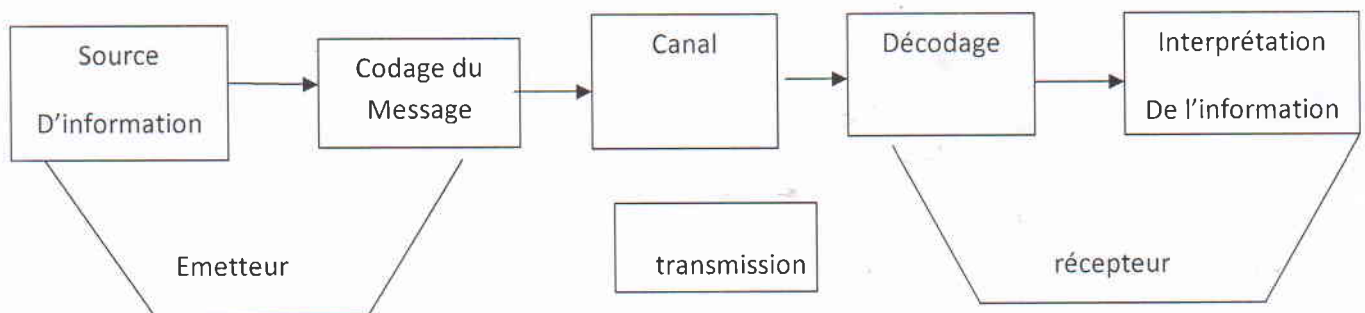 Source
D'information
Codage du
Message
Canal
Décodage
Interprétation
De l'information
Emetteur
transmission
récepteur